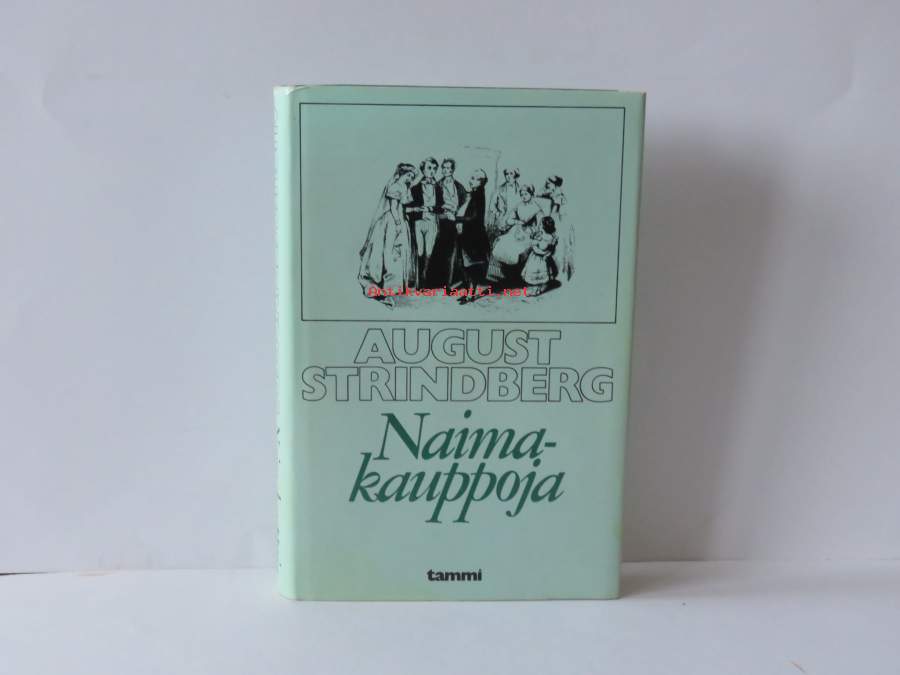 antikvariaatti.net
AUGUST
STRINDBERG
Naima-
kauppoja
tammi